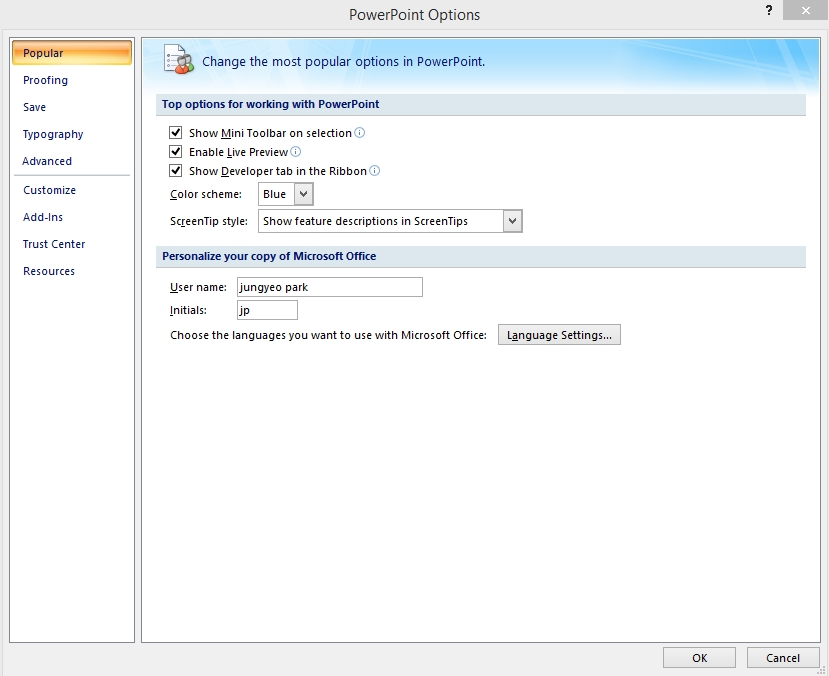 PowerPoint Options
?
Popular
Proofing
Save
Typography
Advanced
Customize
Add-Ins
Trust Center
Resources
Change the most popular options in PowerPoint.
Top options for working with PowerPoint
Show Mini Toolbar on selection
Enable Live Preview
Show Developer tab in the Ribbon
Color scheme: Blue
ScreenTip style: Show feature descriptions in ScreenTips
Personalize your copy of Microsoft Office
User name: jungyeo park
Initials: jp
Choose the languages you want to use with Microsoft Office: Language Settings...
OK Cancel